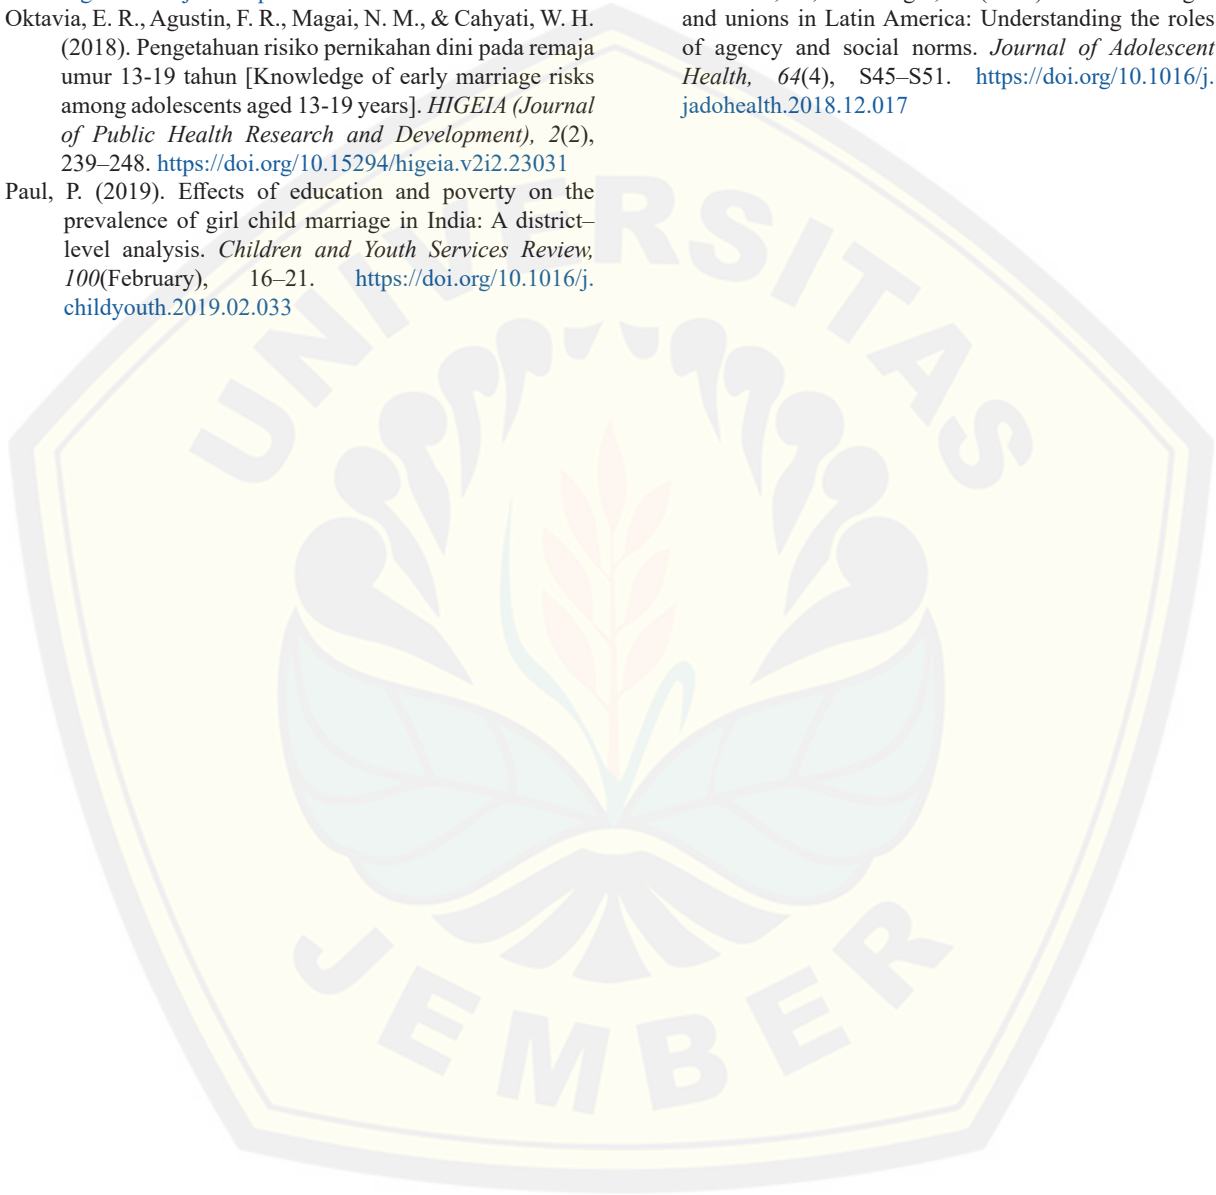 Oktavia, E. R., Agustin, F. R., Magai, N. M., & Cahyati, W. H.
(2018). Pengetahuan risiko pernikahan dini pada remaja
umur 13-19 tahun [Knowledge of early marriage risks
among adolescents aged 13-19 years]. HIGEIA (Journal
of Public Health Research and Development), 2(2),
239–248. https://doi.org/10.15294/higeia.v2i2.23031
Paul, P. (2019). Effects of education and poverty on the
prevalence of girl child marriage in India: A district–
level analysis. Children and Youth Services Review,
100(February), 16–21. https://doi.org/10.1016/j.
childyouth.2019.02.033
and unions in Latin America: Understanding the roles
of agency and social norms. Journal of Adolescent
Health, 64(4), S45–S51. https://doi.org/10.1016/j.
jadohealth.2018.12.017
UNIVERSITAS
JEMBER